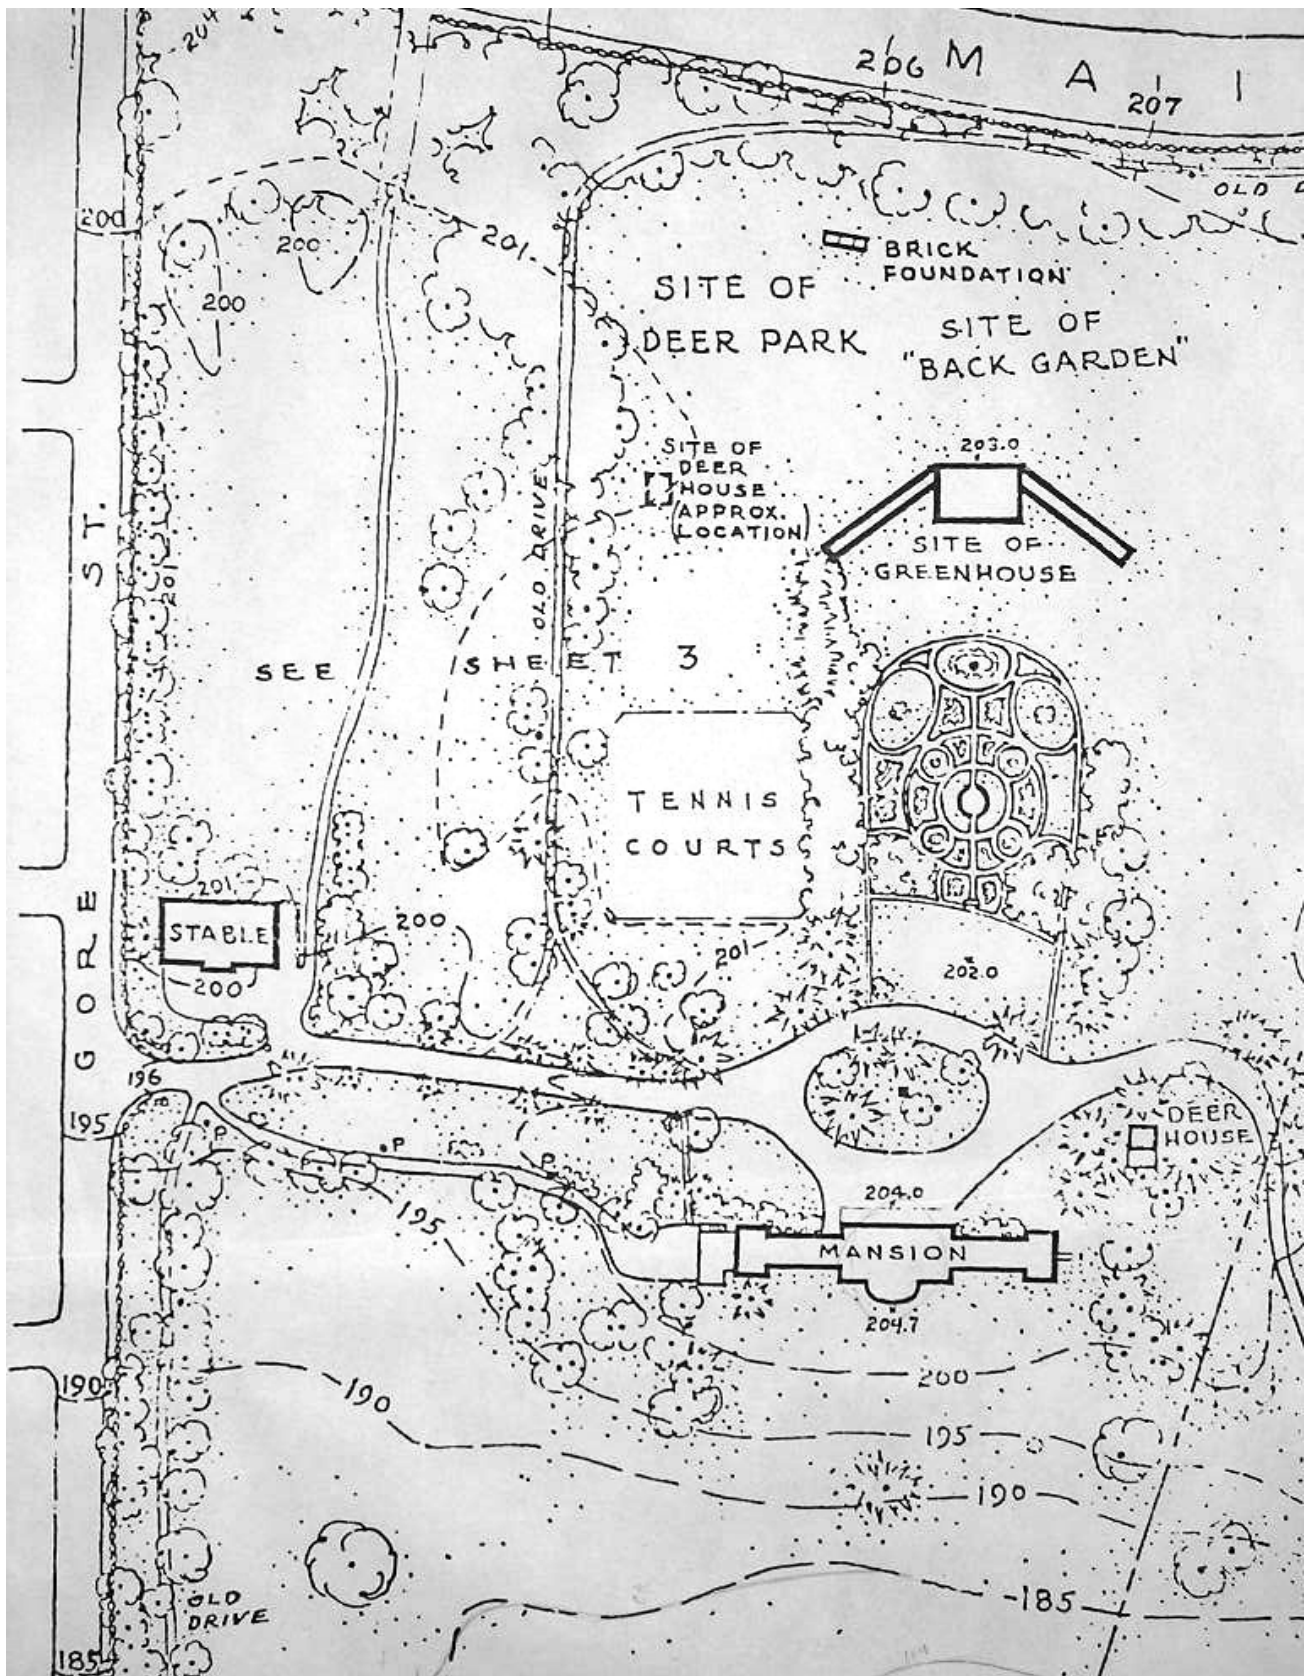 204
206
M A I
207
OLD
200
200
201
200
BRICK
FOUNDATION
SITE OF
DEER PARK
SITE OF
"BACK GARDEN"
SITE OF
DEER
HOUSE
(APPROX.
LOCATION)
203.0
SITE OF
GREENHOUSE
OLD DRIVE
201
GORE ST.
SEE SHEET 3
TENNIS
COURTS
201
STABLE
200
200
201
202.0
196
195
P
P
P
DEER
HOUSE
195
204.0
MANSION
204.7
200
190
190
195
190
OLD
DRIVE
185
185